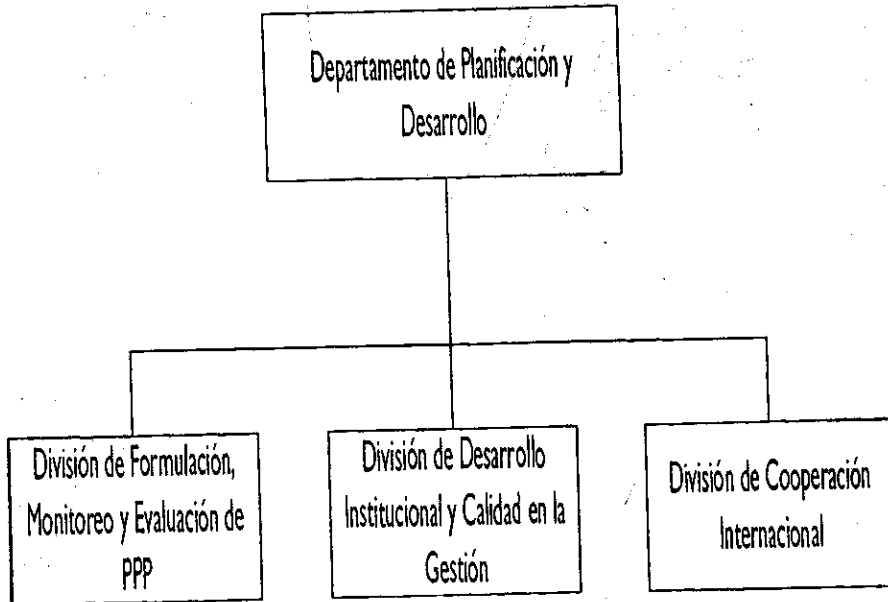 Departamento de Planificación y
Desarrollo
División de Formulación,
Monitoreo y Evaluación de
PPP
División de Desarrollo
Institucional y Calidad en la
Gestión
División de Cooperación
Internacional